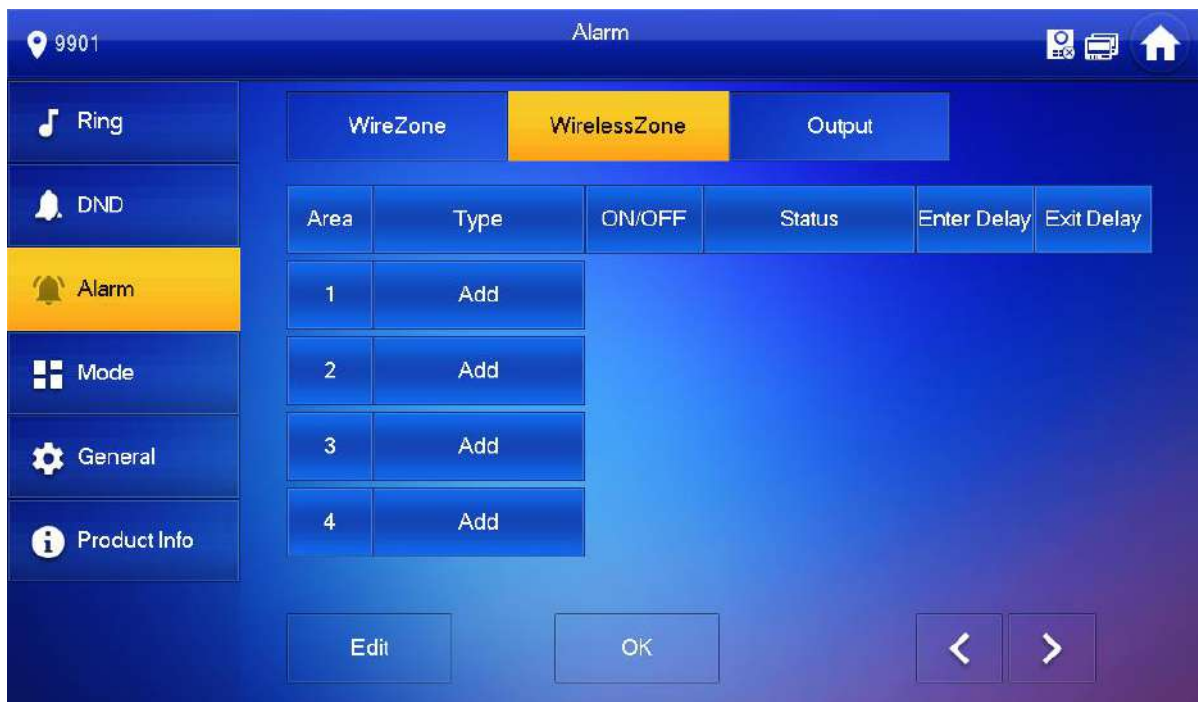 9901
Alarm
Ring
DND
Alarm
Mode
General
Product Info
WireZone WirelessZone Output
Area Type ON/OFF Status Enter Delay Exit Delay
1 Add
2 Add
3 Add
4 Add
Edit OK < >